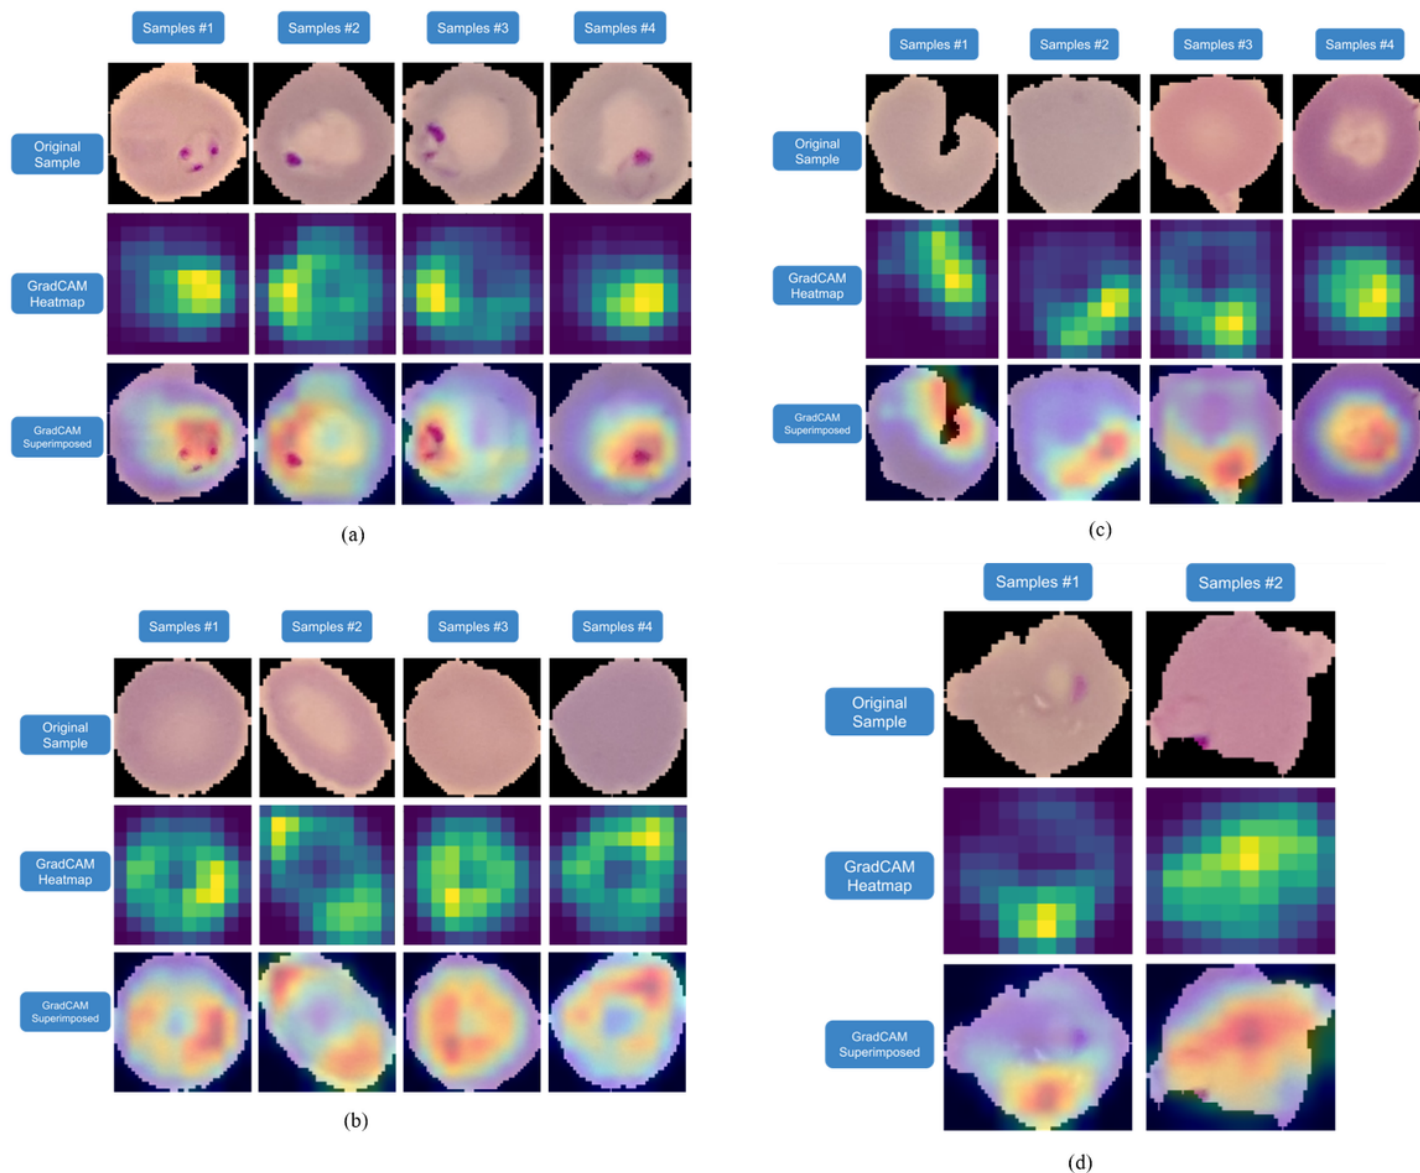 Samples #1 Samples #2 Samples #3 Samples #4
Original
Sample
GradCAM
Heatmap
GradCAM
Superimposed
(a)
Samples #1 Samples #2 Samples #3 Samples #4
Original
Sample
GradCAM
Heatmap
GradCAM
Superimposed
(c)
Samples #1 Samples #2 Samples #3 Samples #4
Original
Sample
GradCAM
Heatmap
GradCAM
Superimposed
(b)
Samples #1 Samples #2
Original
Sample
GradCAM
Heatmap
GradCAM
Superimposed
(d)